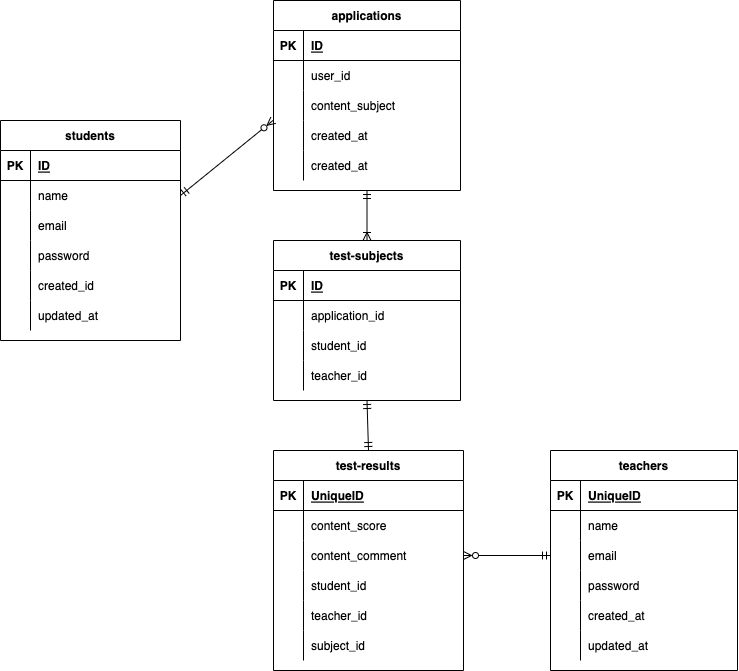 applications
PK ID
user_id
content_subject
created_at
created_at
students
PK ID
name
email
password
created_id
updated_at
test-subjects
PK ID
application_id
student_id
teacher_id
test-results
PK UniqueID
content_score
content_comment
student_id
teacher_id
subject_id
teachers
PK UniqueID
name
email
password
created_at
updated_at